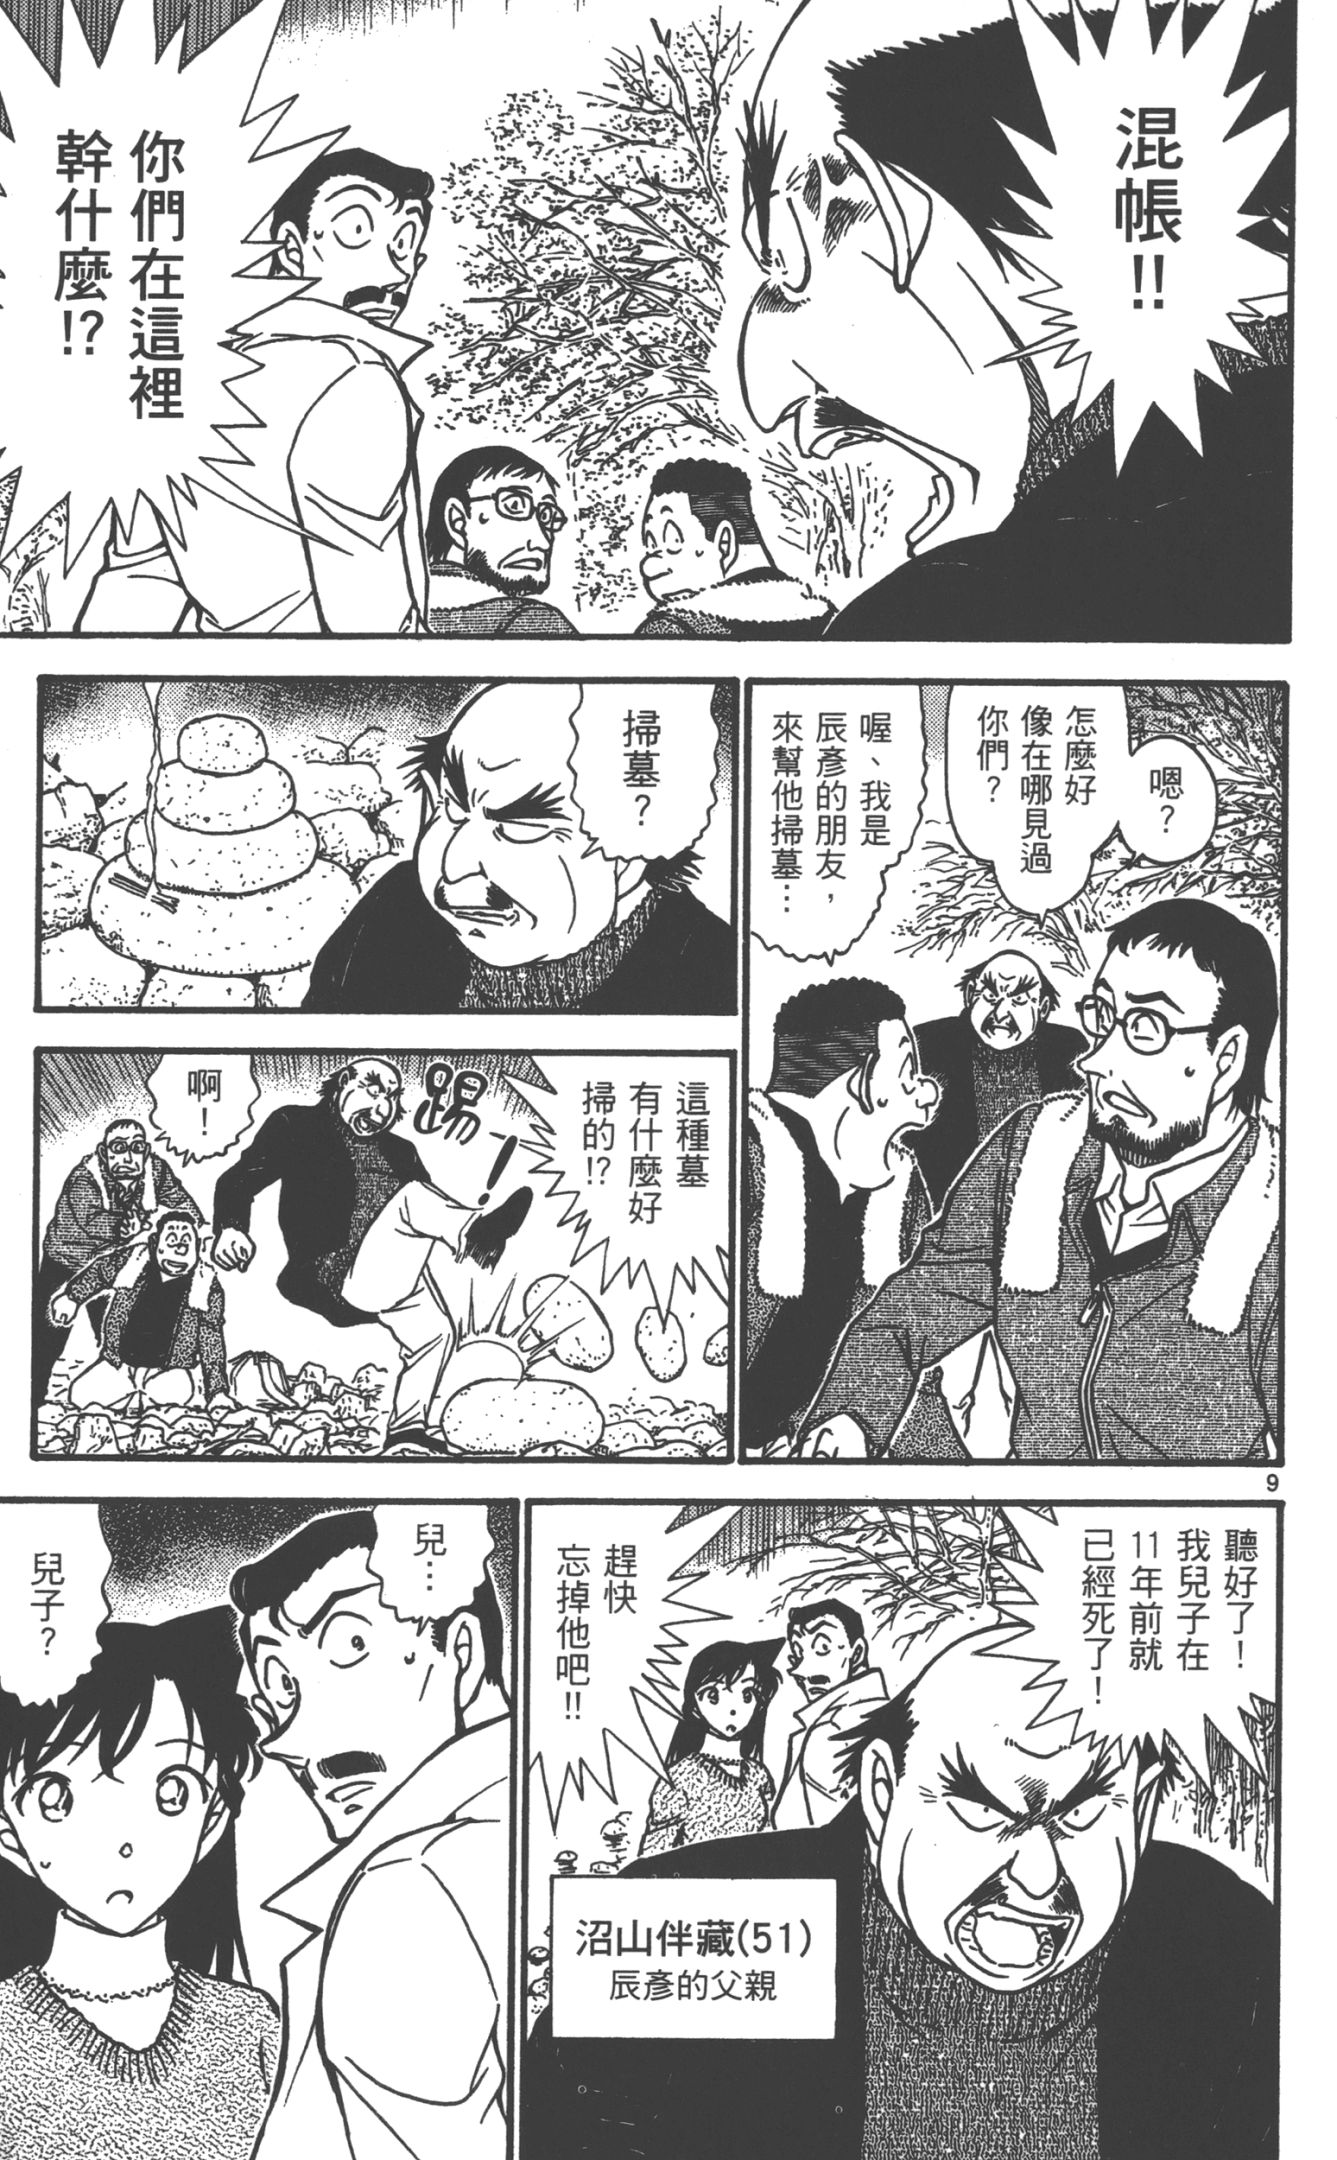 混帳!!
你們在這裡
幹什麼!?
嗯？
怎麼好
像在哪見過
你們？
喔、我是
辰彥的朋友，
來幫他掃墓…
掃墓？
這種墓
有什麼好
掃的!?
踢！
啊！
9
聽好了！
我兒子在
11年前就
已經死了！
趕快
忘掉他吧!!
沼山伴藏(51)
辰彥的父親
兒…
兒子？